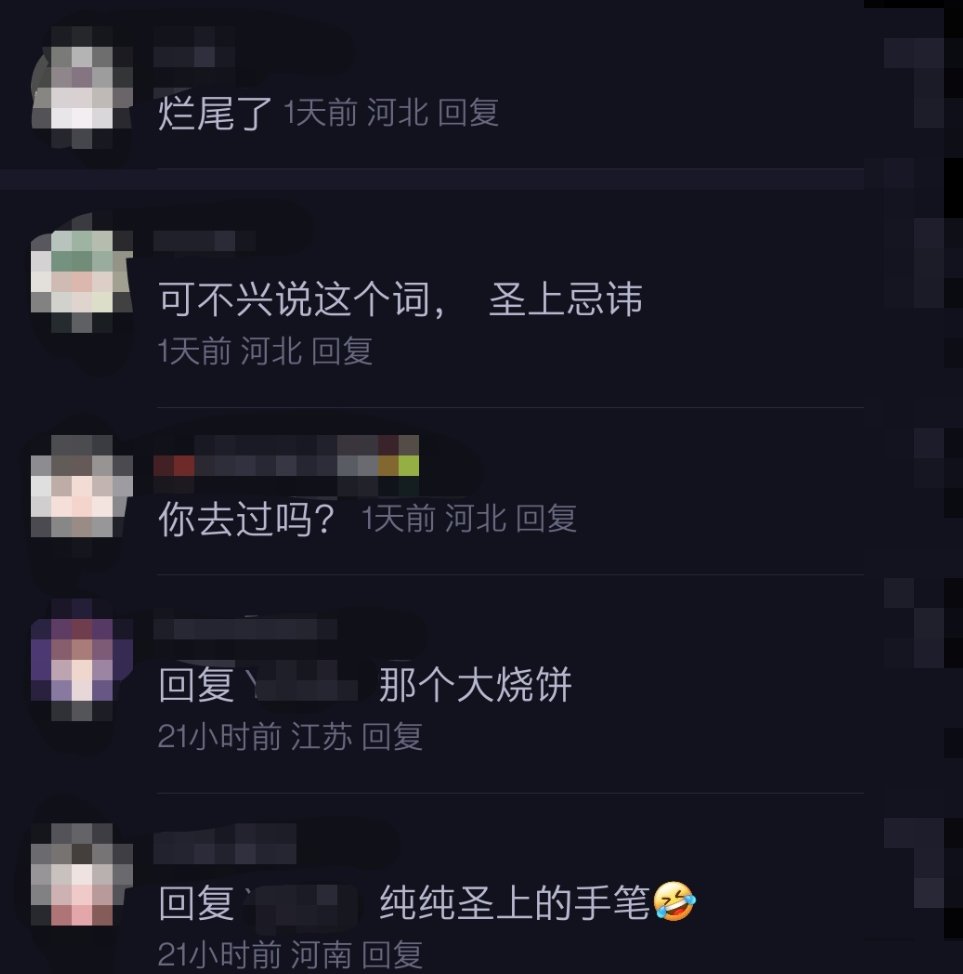 烂尾了 1天前 河北 回复
可不兴说这个词， 圣上忌讳
1天前 河北 回复
你去过吗？ 1天前 河北 回复
回复 那个大烧饼
21小时前 江苏 回复
回复 纯纯圣上的手笔🤣
21小时前 河南 回复